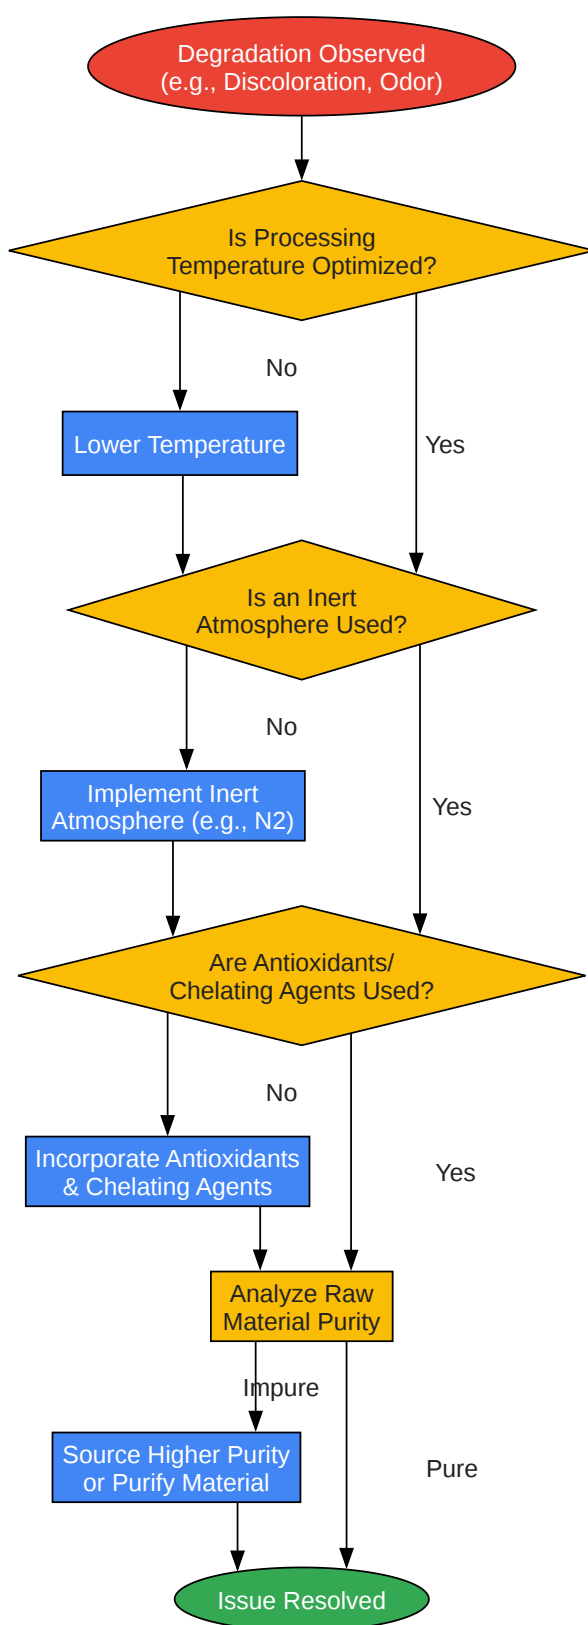 Degradation Observed
(e.g., Discoloration, Odor)
Is Processing
Temperature Optimized?
No
Lower Temperature
Yes
Is an Inert
Atmosphere Used?
No
Implement Inert
Atmosphere (e.g., N2)
Yes
Are Antioxidants/
Chelating Agents Used?
No
Incorporate Antioxidants
& Chelating Agents
Yes
Analyze Raw
Material Purity
Impure
Source Higher Purity
or Purify Material
Pure
Issue Resolved